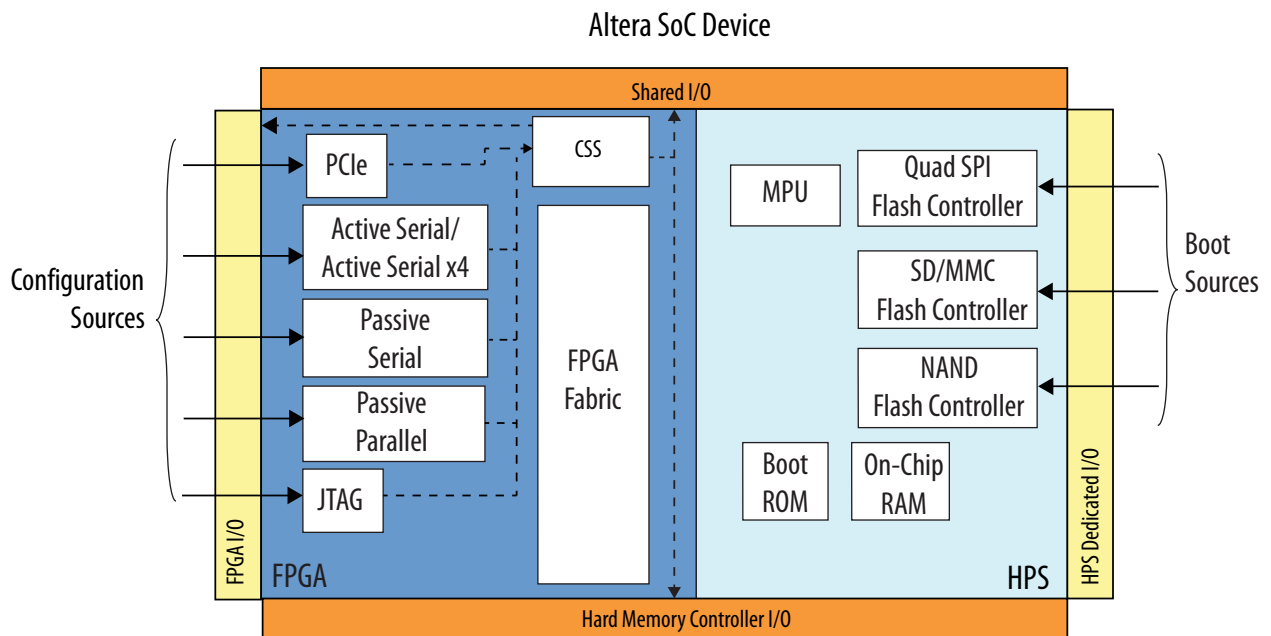 Altera SoC Device
Shared I/O
Configuration
Sources
FPGA I/O
PCIe
Active Serial/
Active Serial x4
Passive
Serial
Passive
Parallel
JTAG
FPGA
CSS
FPGA
Fabric
MPU
Quad SPI
Flash Controller
SD/MMC
Flash Controller
NAND
Flash Controller
Boot
ROM
On-Chip
RAM
HPS
HPS Dedicated I/O
Boot
Sources
Hard Memory Controller I/O